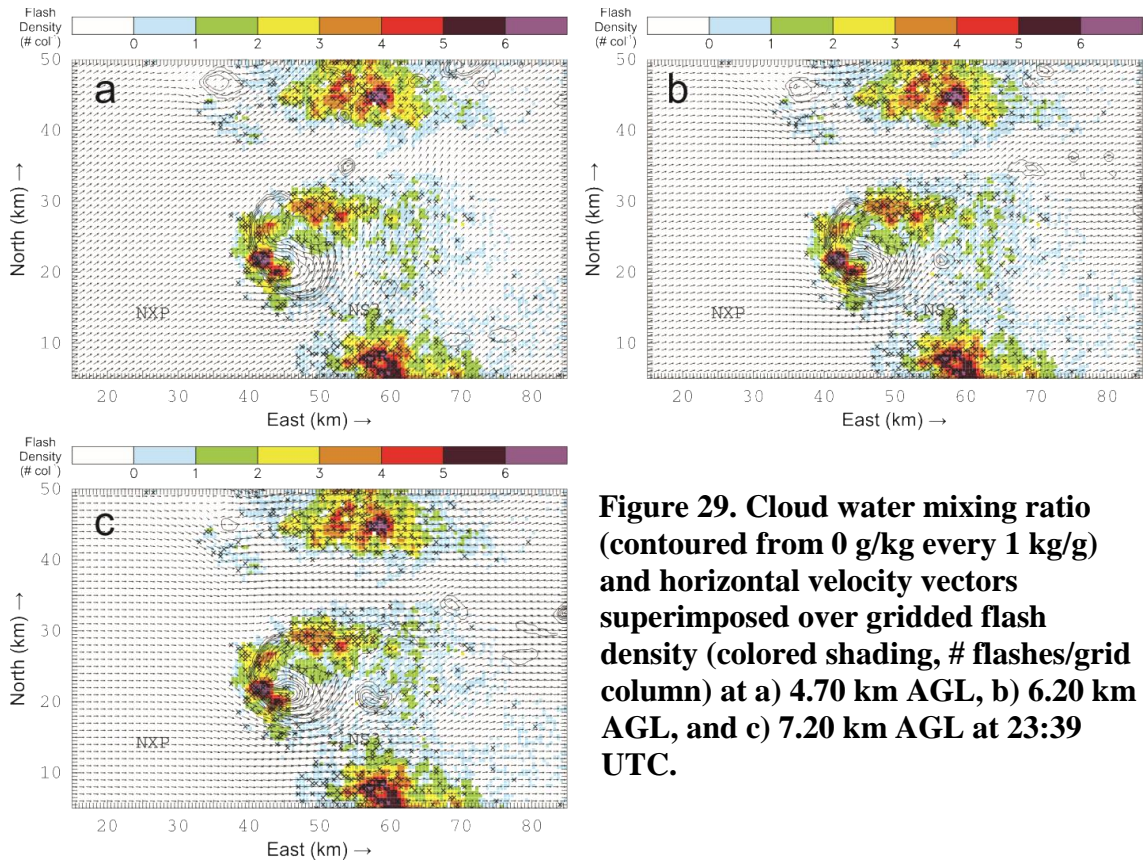 Flash
Density
(# col⁻¹)
0 1 2 3 4 5 6
a
50
40
30
20
10
North (km) →
NXP
NS3
20 30 40 50 60 70 80
East (km) →
Flash
Density
(# col⁻¹)
0 1 2 3 4 5 6
b
50
40
30
20
10
North (km) →
NXP
NS3
20 30 40 50 60 70 80
East (km) →
Flash
Density
(# col⁻¹)
0 1 2 3 4 5 6
c
50
40
30
20
10
North (km) →
NXP
NS3
20 30 40 50 60 70 80
East (km) →
Figure 29. Cloud water mixing ratio
(contoured from 0 g/kg every 1 kg/g)
and horizontal velocity vectors
superimposed over gridded flash
density (colored shading, # flashes/grid
column) at a) 4.70 km AGL, b) 6.20 km
AGL, and c) 7.20 km AGL at 23:39
UTC.